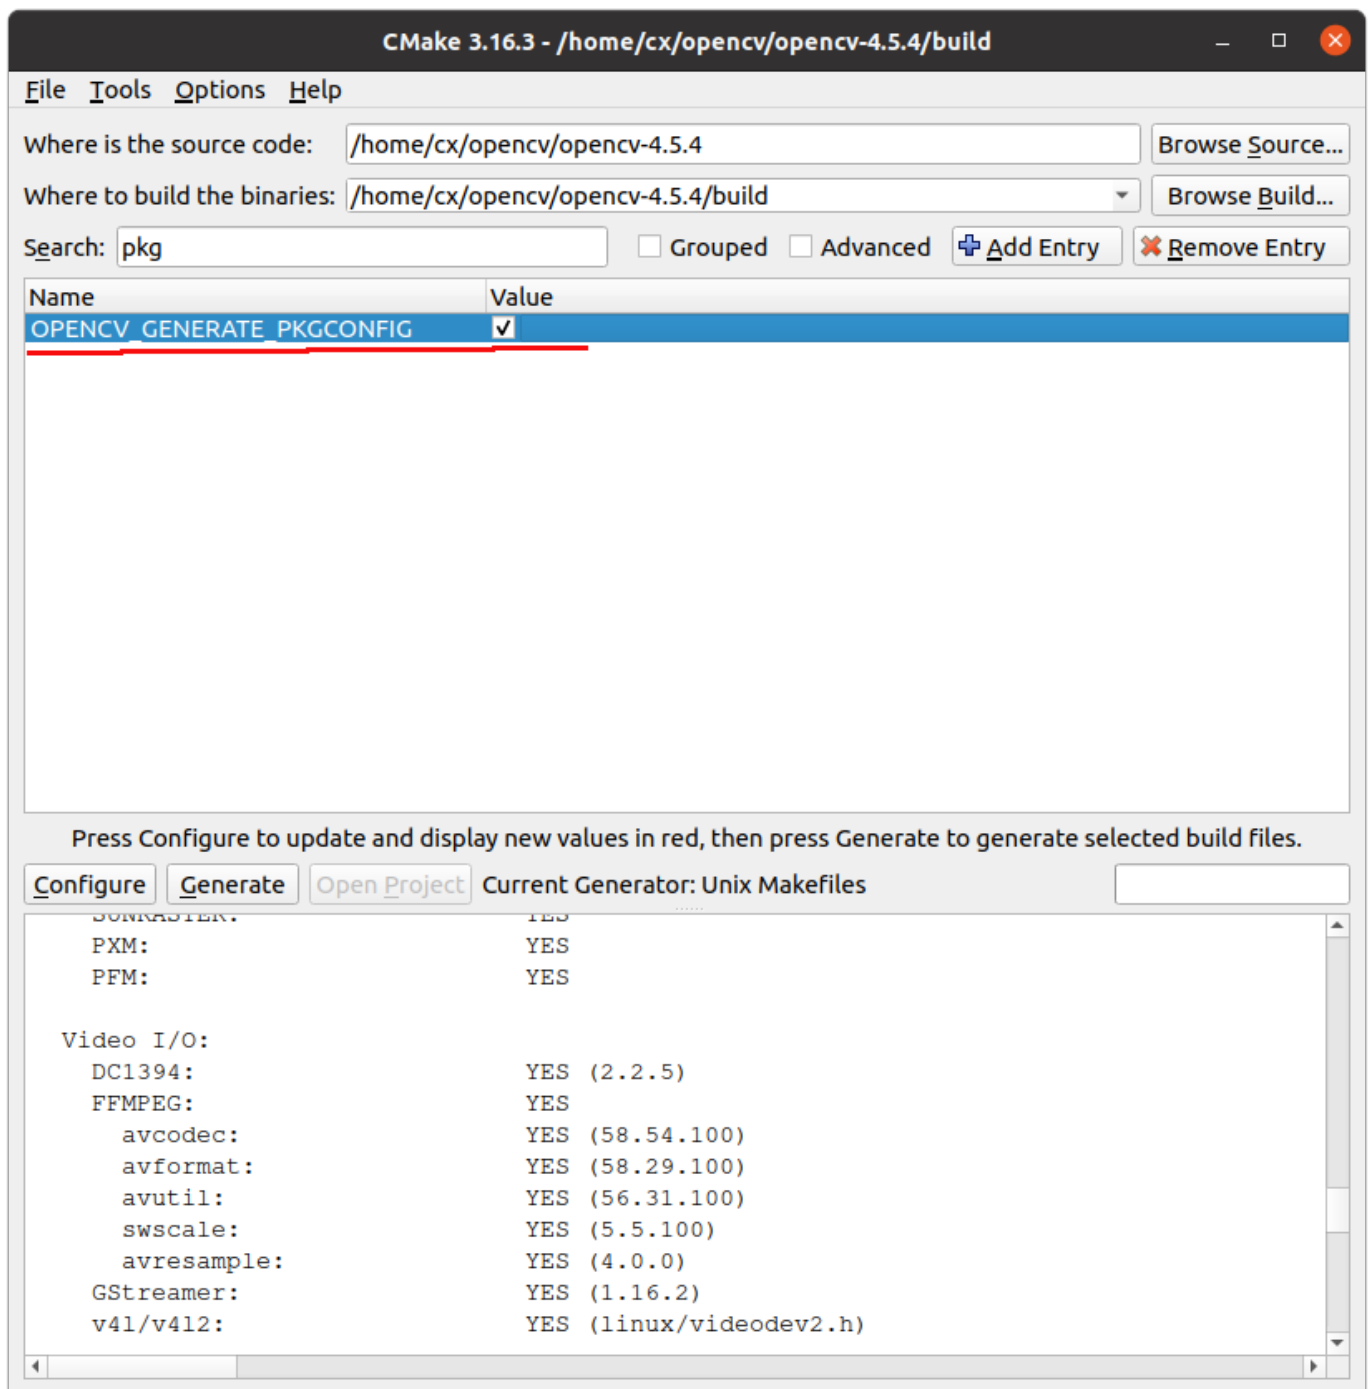 CMake 3.16.3 - /home/cx/opencv/opencv-4.5.4/build
File Tools Options Help
Where is the source code: /home/cx/opencv/opencv-4.5.4 Browse Source...
Where to build the binaries: /home/cx/opencv/opencv-4.5.4/build Browse Build...
Search: pkg Grouped Advanced Add Entry Remove Entry
Name Value
OPENCV_GENERATE_PKGCONFIG
Press Configure to update and display new values in red, then press Generate to generate selected build files.
Configure Generate Open Project Current Generator: Unix Makefiles
SUNRASTER: YES
PXM: YES
PFM: YES
Video I/O:
DC1394: YES (2.2.5)
FFMPEG: YES
avcodec: YES (58.54.100)
avformat: YES (58.29.100)
avutil: YES (56.31.100)
swscale: YES (5.5.100)
avresample: YES (4.0.0)
GStreamer: YES (1.16.2)
v4l/v4l2: YES (linux/videodev2.h)